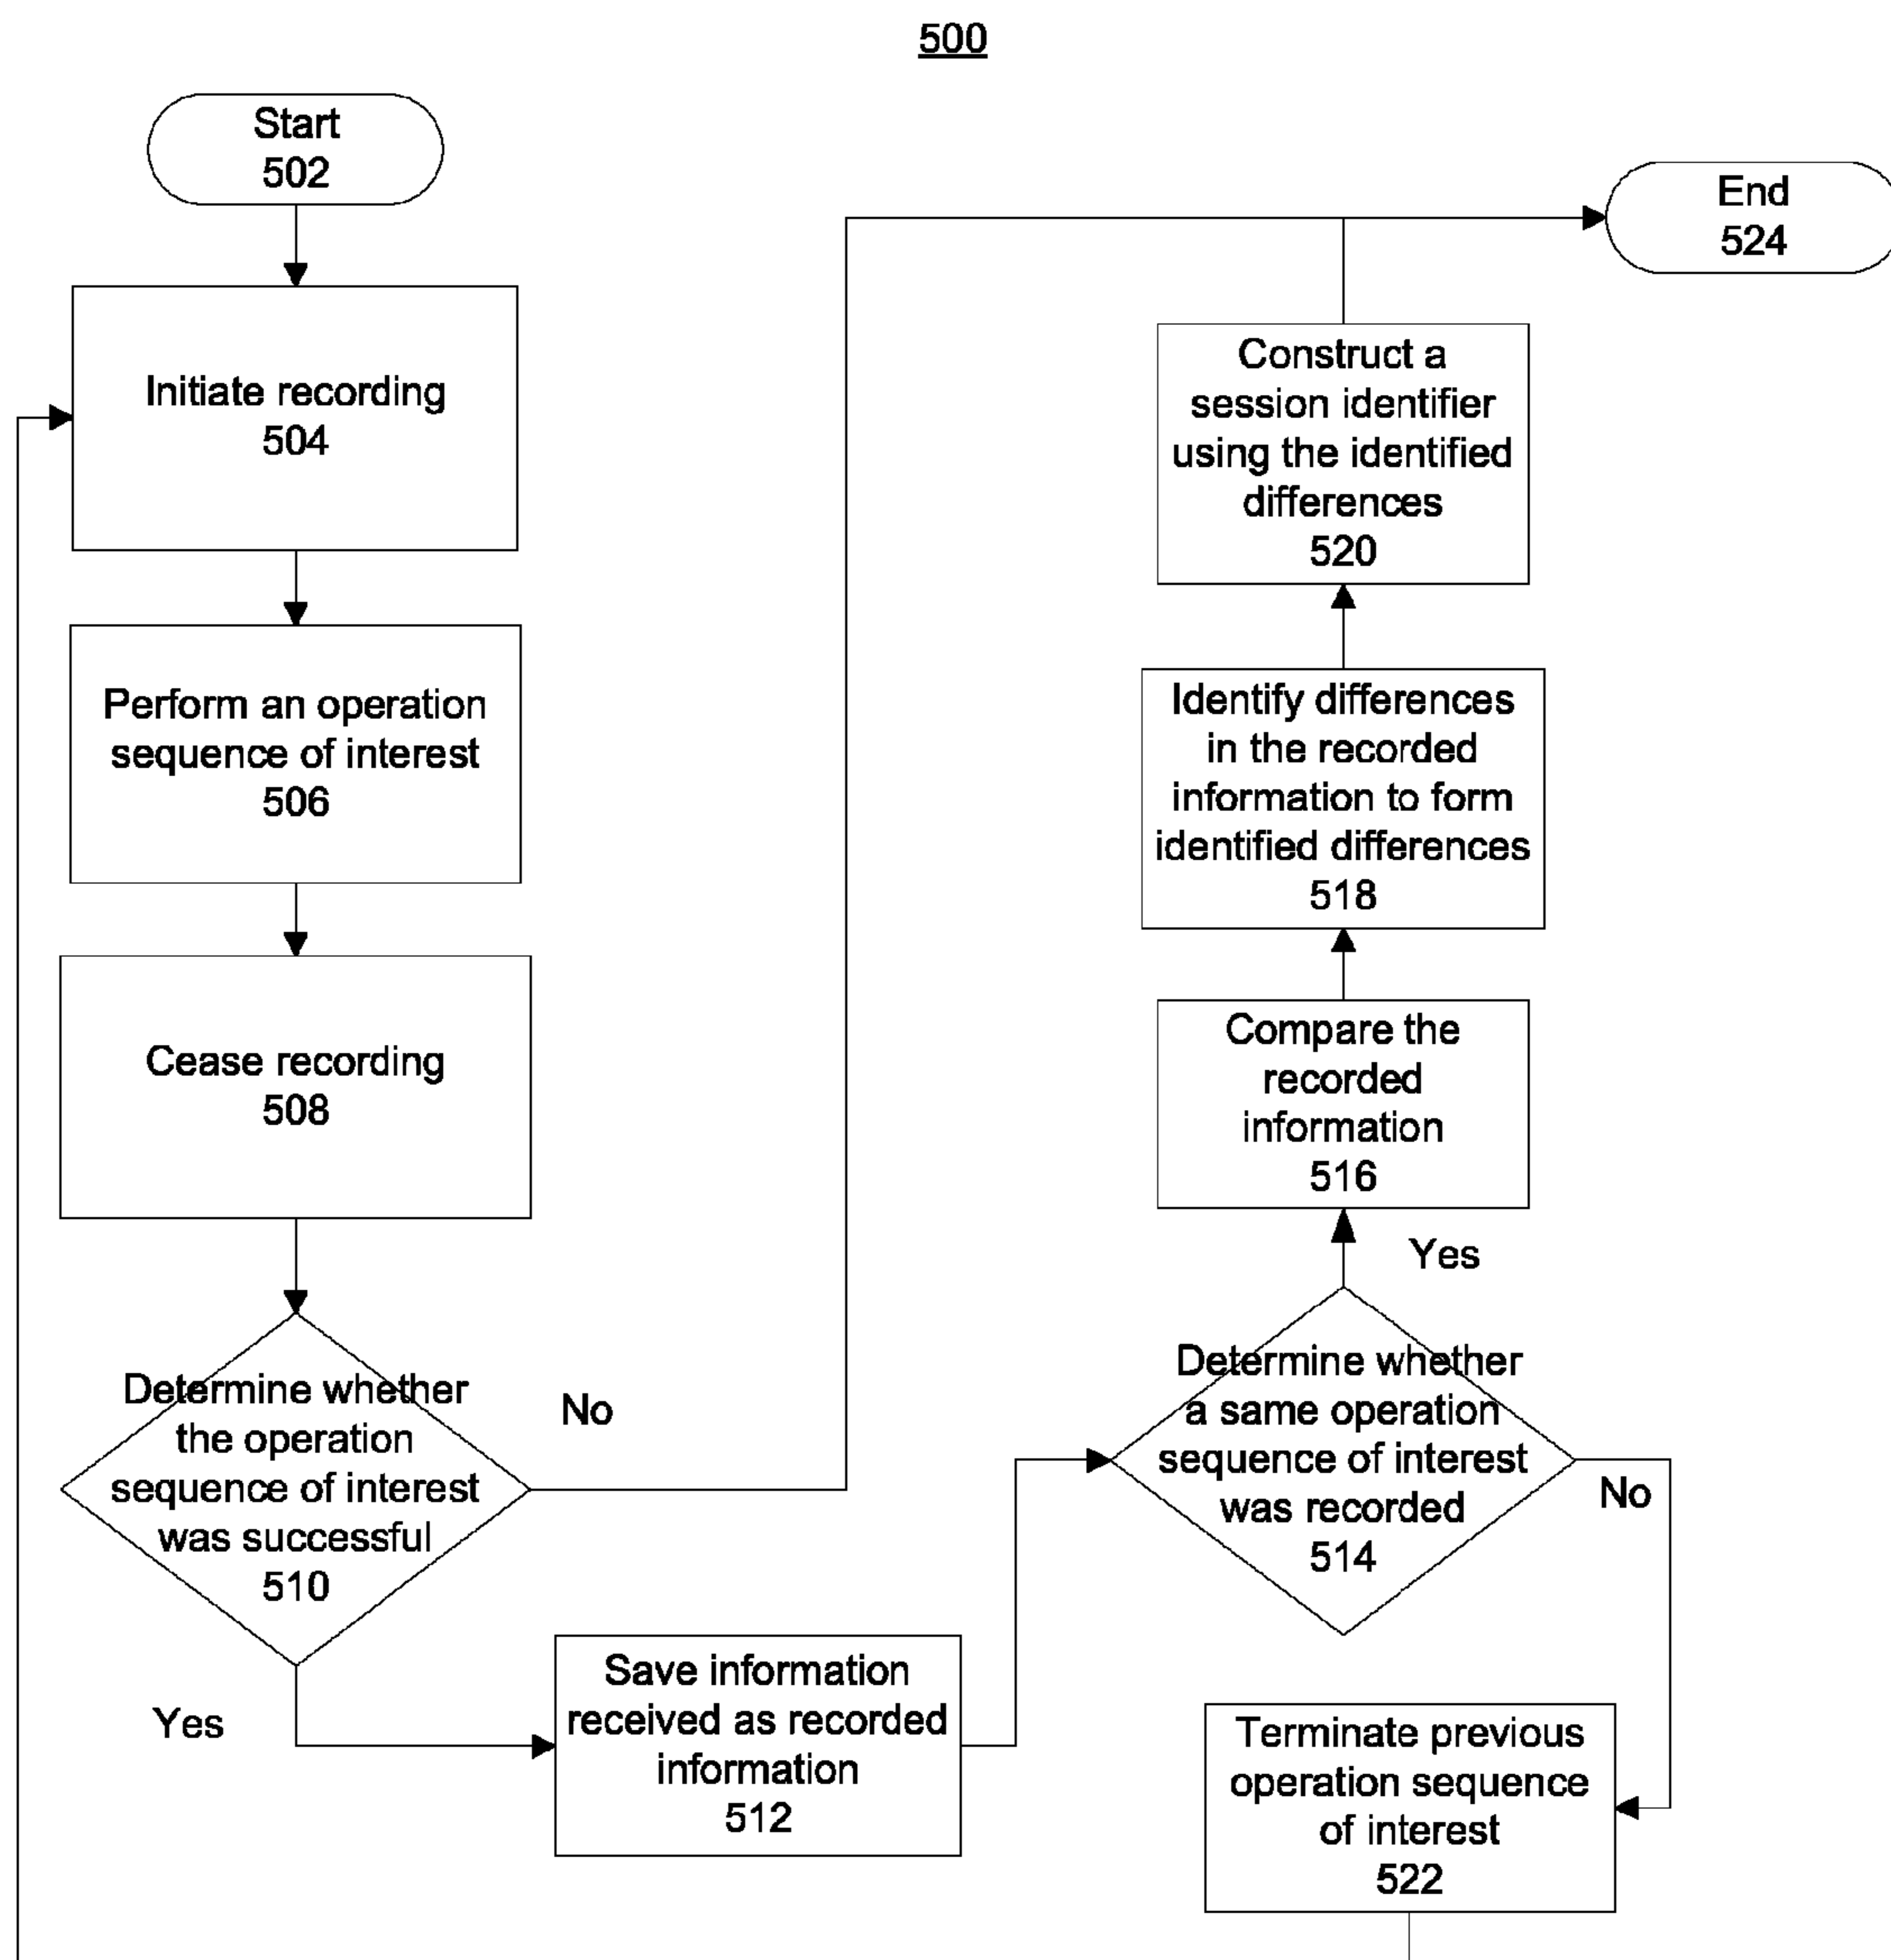 500
Start
502
Initiate recording
504
Perform an operation
sequence of interest
506
Cease recording
508
Determine whether
the operation
sequence of interest
was successful
510
No
Yes
Save information
received as recorded
information
512
Determine whether
a same operation
sequence of interest
was recorded
514
Yes
No
Compare the
recorded
information
516
Identify differences
in the recorded
information to form
identified differences
518
Construct a
session identifier
using the identified
differences
520
Terminate previous
operation sequence
of interest
522
End
524